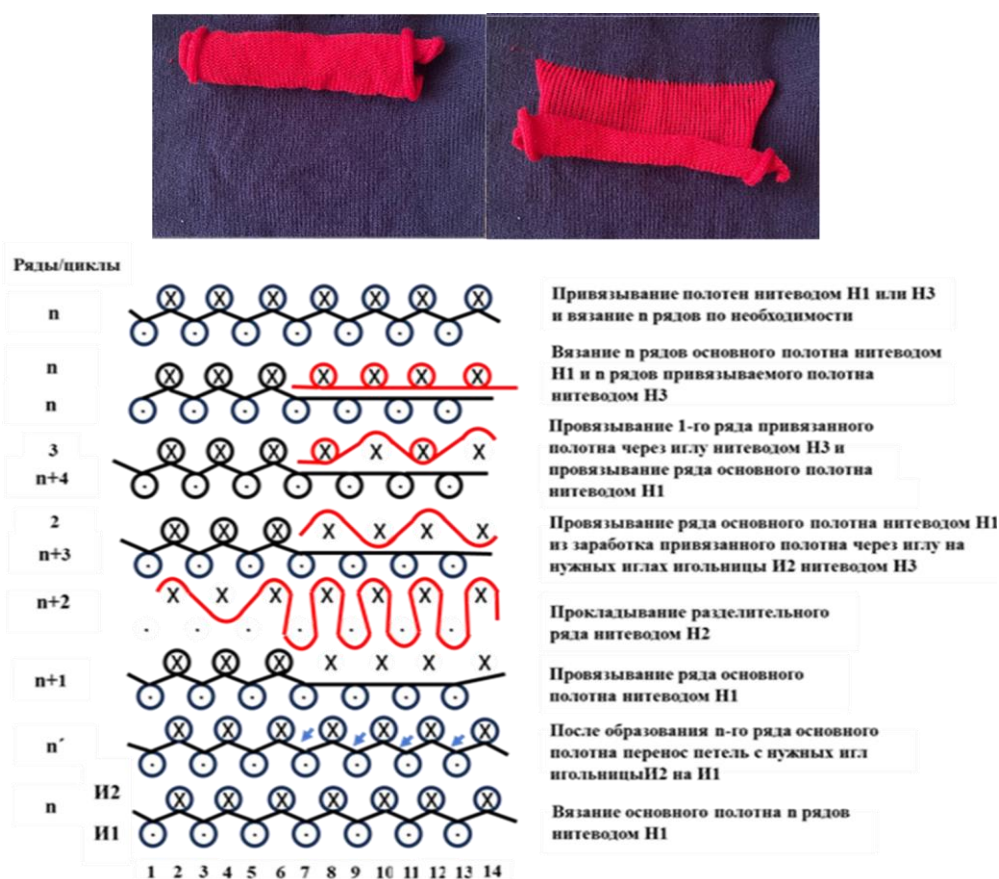 Ряды/циклы
n
Привязывание полотен нитеводом Н1 или Н3
и вязание n рядов по необходимости
n
n
Вязание n рядов основного полотна нитеводом
Н1 и n рядов привязываемого полотна
нитеводом Н3
3
n+4
Провязывание 1-го ряда привязанного
полотна через иглу нитеводом Н3 и
провязывание ряда основного полотна
нитеводом Н1
2
n+3
Провязывание ряда основного полотна нитеводом Н1
из заработка привязанного полотна через иглу на
нужных иглах игольницы И2 нитеводом Н3
n+2
Прокладывание разделительного
ряда нитеводом Н2
n+1
Провязывание ряда основного
полотна нитеводом Н1
n´
После образования n-го ряда основного
полотна перенос петель с нужных игл
игольницыИ2 на И1
n
И2
И1
Вязание основного полотна n рядов
нитеводом Н1
1 2 3 4 5 6 7 8 9 10 11 12 13 14